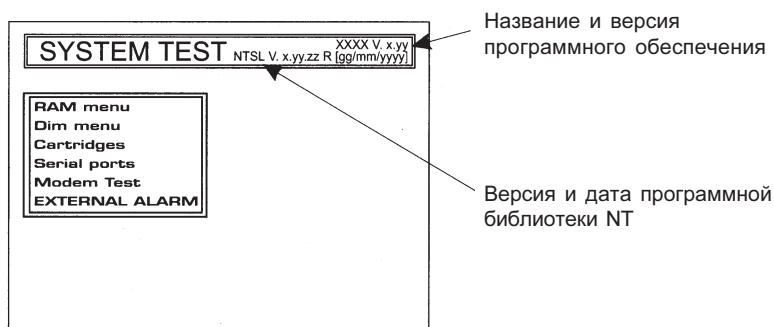 Название и версия
программного обеспечения
SYSTEM TEST NTSL V. x.yy.zz R XXXX V. x.yy
[gg/mm/yyyy]
RAM menu
Dim menu
Cartridges
Serial ports
Modem Test
EXTERNAL ALARM
Версия и дата программной
библиотеки NT